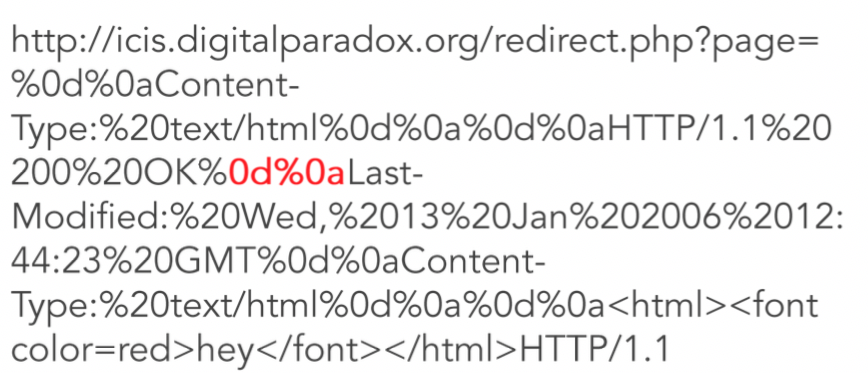 http://icis.digitalparadox.org/redirect.php?page=
%0d%0aContent-
Type:%20text/html%0d%0a%0d%0aHTTP/1.1%20
200%20OK%0d%0aLast-
Modified:%20Wed,%2013%20Jan%202006%2012:
44:23%20GMT%0d%0aContent-
Type:%20text/html%0d%0a%0d%0a<html><font
color=red>hey</font></html>HTTP/1.1